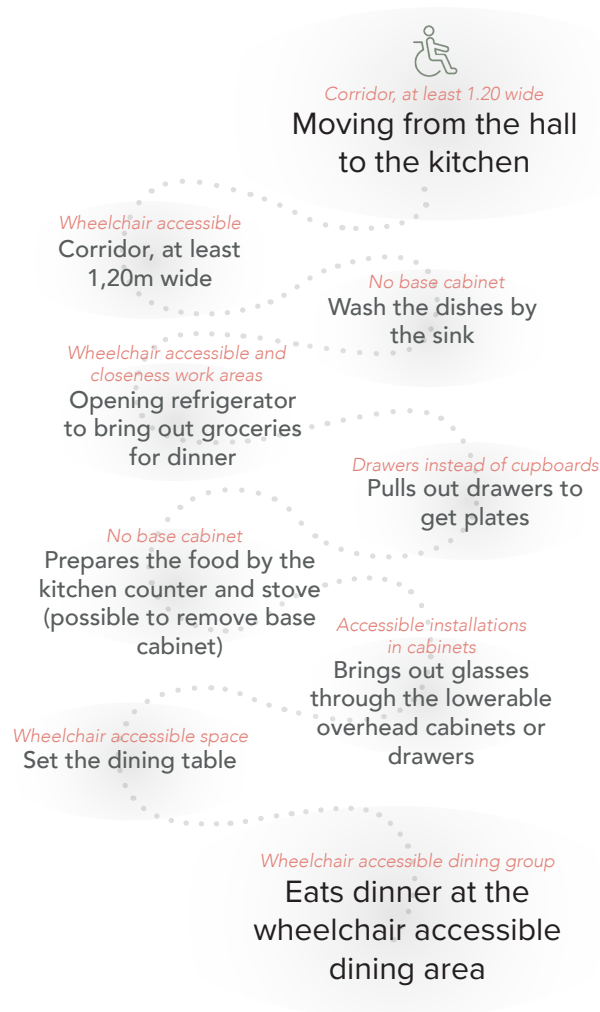 Corridor, at least 1.20 wide
Moving from the hall
to the kitchen
Wheelchair accessible
Corridor, at least
1,20m wide
No base cabinet
Wash the dishes by
the sink
Wheelchair accessible and
closeness work areas
Opening refrigerator
to bring out groceries
for dinner
Drawers instead of cupboards
Pulls out drawers to
get plates
No base cabinet
Prepares the food by the
kitchen counter and stove
(possible to remove base
cabinet)
Accessible installations
in cabinets
Brings out glasses
through the lowerable
overhead cabinets or
drawers
Wheelchair accessible space
Set the dining table
Wheelchair accessible dining group
Eats dinner at the
wheelchair accessible
dining area